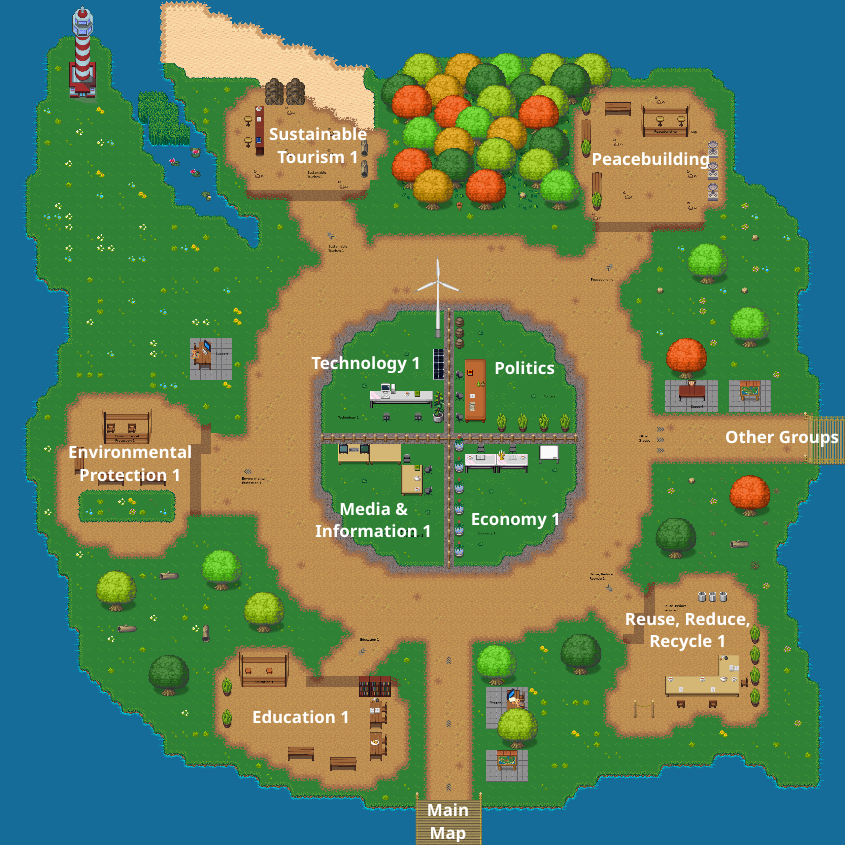 Sustainable
Tourism 1
Peacebuilding
Technology 1
Politics
Other Groups
Environmental
Protection 1
Media &
Information 1
Economy 1
Reuse, Reduce,
Recycle 1
Education 1
Main
Map